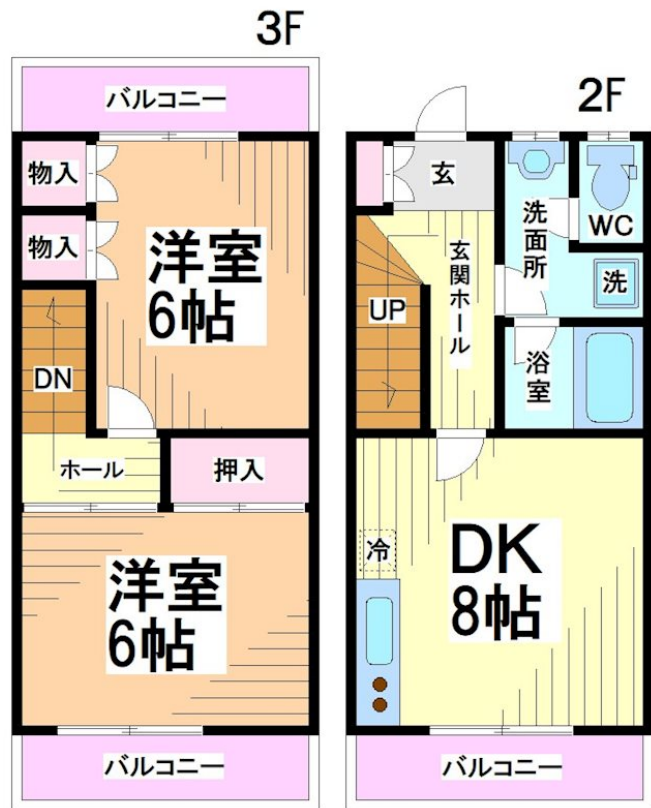 3F
バルコニー
物入
物入
洋室
6帖
DN
ホール
押入
洋室
6帖
バルコニー
2F
玄
洗面所
WC
玄関ホール
洗
UP
浴室
冷
DK
8帖
バルコニー